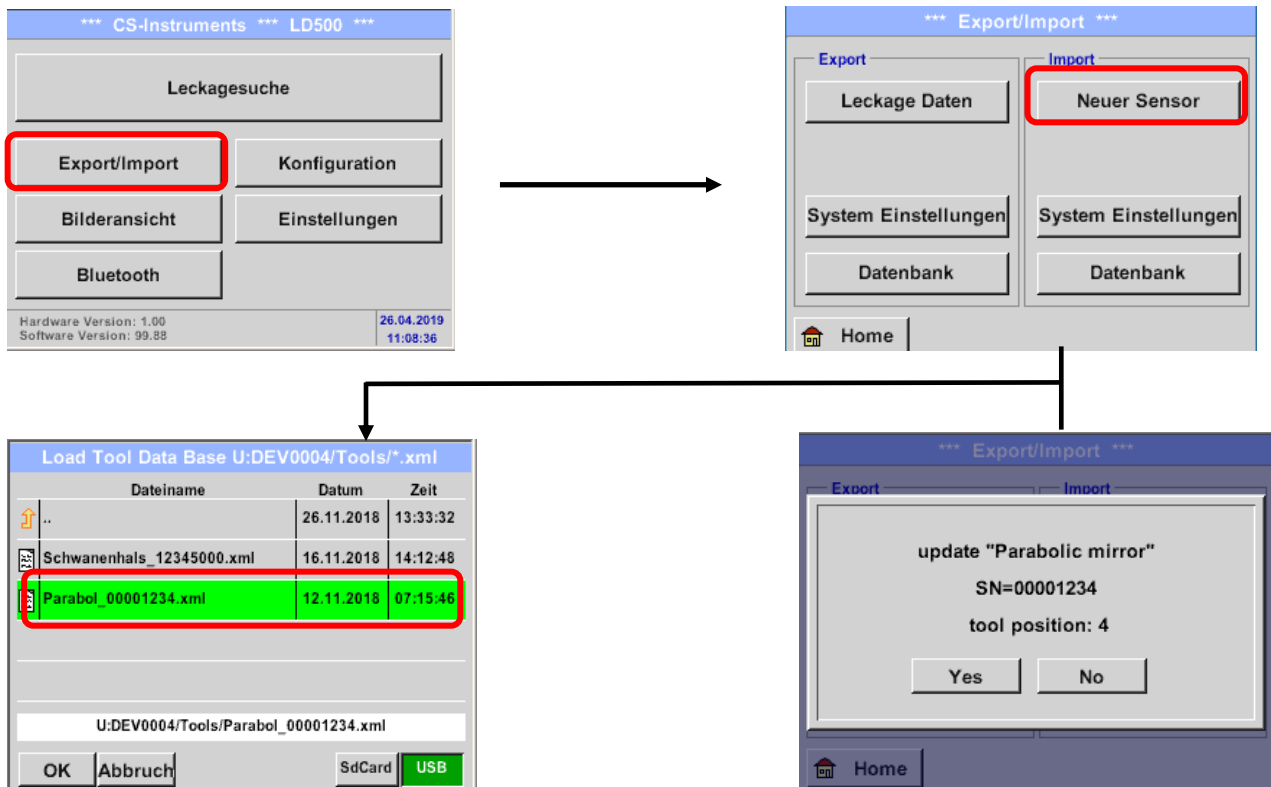 *** CS-Instruments *** LD500 ***
Leckagesuche
Export/Import
Konfiguration
Bilderansicht
Einstellungen
Bluetooth
Hardware Version: 1.00
Software Version: 99.88
26.04.2019
11:08:36
*** Export/Import ***
Export
Import
Leckage Daten
Neuer Sensor
System Einstellungen
System Einstellungen
Datenbank
Datenbank
Home
Load Tool Data Base U:DEV0004/Tools/*.xml
Dateiname Datum Zeit
.. 26.11.2018 13:33:32
Schwanenhals_12345000.xml 16.11.2018 14:12:48
Parabol_00001234.xml 12.11.2018 07:15:46
U:DEV0004/Tools/Parabol_00001234.xml
OK Abbruch SdCard USB
*** Export/Import ***
Export
Import
update "Parabolic mirror"
SN=00001234
tool position: 4
Yes No
Home